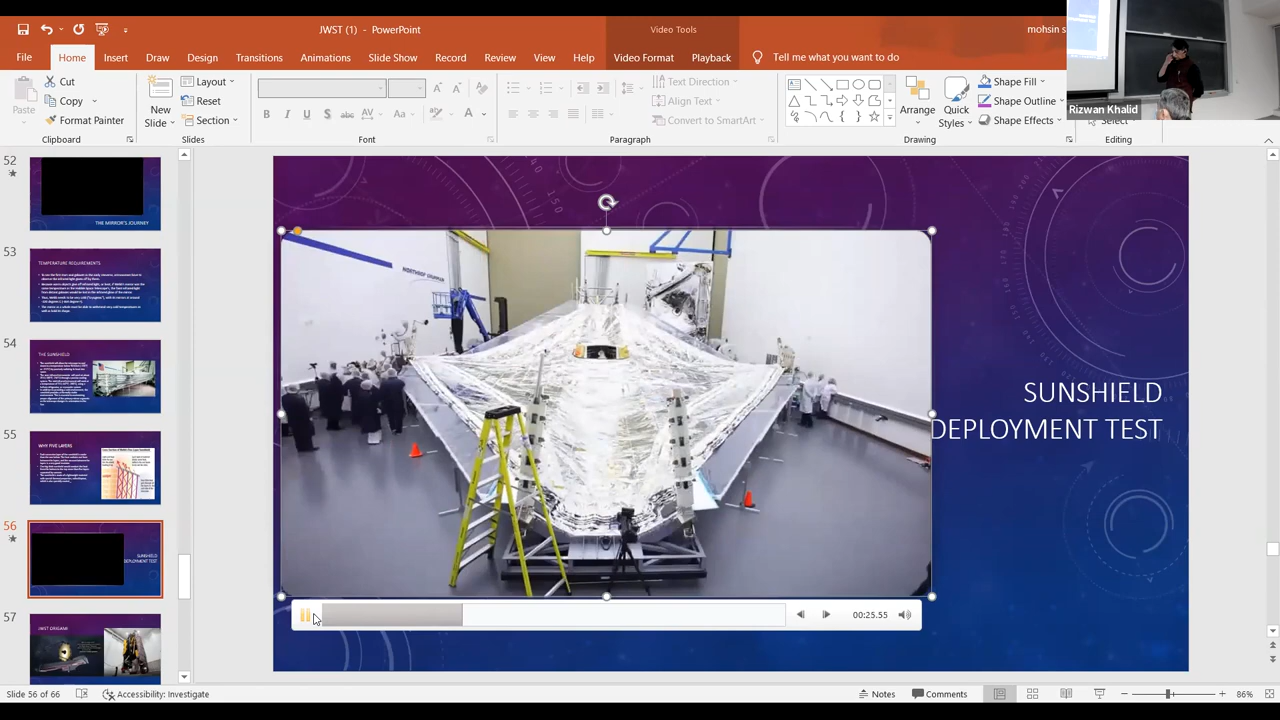 JWST (1) - PowerPoint
Video Tools
mohsin s
File Home Insert Draw Design Transitions Animations Slide Show Record Review View Help Video Format Playback Tell me what you want to do
Paste
Cut
Copy
Format Painter
Clipboard
New
Slide
Layout
Reset
Section
Slides
Font
Text Direction
Align Text
Convert to SmartArt
Paragraph
Arrange
Quick
Styles
Shape Fill
Shape Outline
Shape Effects
Drawing
Select
Editing
Rizwan Khalid
52
THE MIRROR'S JOURNEY
53
TEMPERATURE REQUIREMENTS
54
THE SUNSHIELD
55
WHY FIVE LAYERS
56
SUNSHIELD
DEPLOYMENT TEST
57
JWST ORIGAMI
NORTHROP GRUMMAN
SUNSHIELD
DEPLOYMENT TEST
00:25.55
Slide 56 of 66
Accessibility: Investigate
Notes
Comments
86%